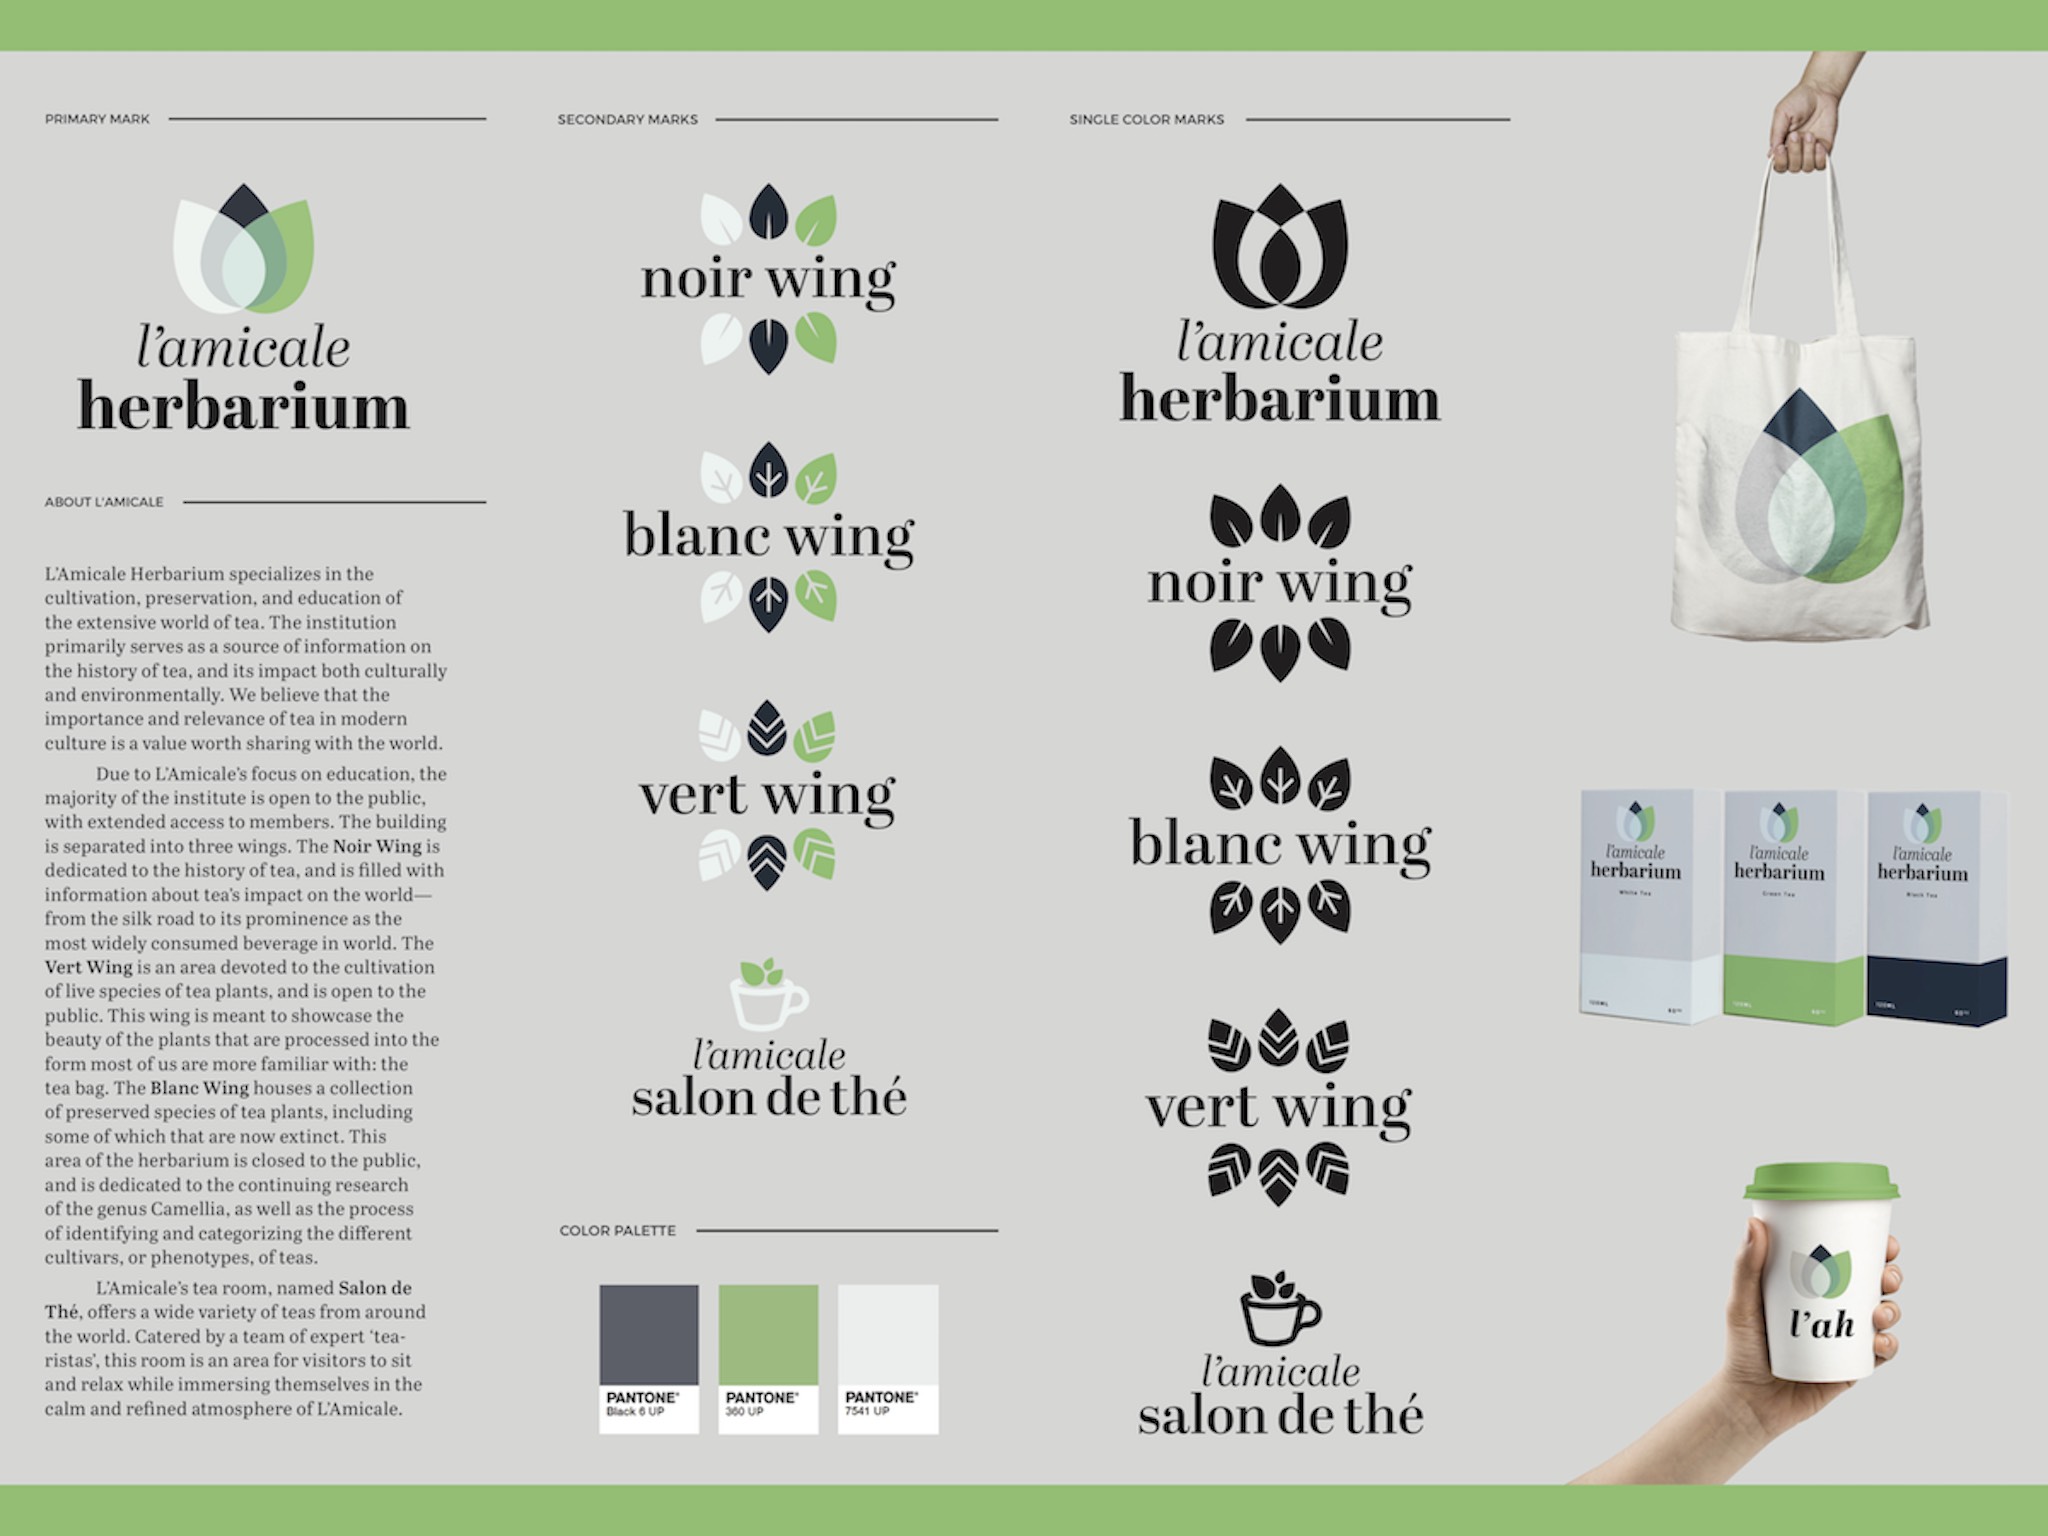 PRIMARY MARK
l'amicale
herbarium
ABOUT L'AMICALE
L'Amicale Herbarium specializes in the
cultivation, preservation, and education of
the extensive world of tea. The institution
primarily serves as a source of information on
the history of tea, and its impact both culturally
and environmentally. We believe that the
importance and relevance of tea in modern
culture is a value worth sharing with the world.
Due to L'Amicale's focus on education, the
majority of the institute is open to the public,
with extended access to members. The building
is separated into three wings. The Noir Wing is
dedicated to the history of tea, and is filled with
information about tea's impact on the world—
from the silk road to its prominence as the
most widely consumed beverage in world. The
Vert Wing is an area devoted to the cultivation
of live species of tea plants, and is open to the
public. This wing is meant to showcase the
beauty of the plants that are processed into the
form most of us are more familiar with: the
tea bag. The Blanc Wing houses a collection
of preserved species of tea plants, including
some of which that are now extinct. This
area of the herbarium is closed to the public,
and is dedicated to the continuing research
of the genus Camellia, as well as the process
of identifying and categorizing the different
cultivars, or phenotypes, of teas.
L'Amicale's tea room, named Salon de
Thé, offers a wide variety of teas from around
the world. Catered by a team of expert 'tea-
ristas', this room is an area for visitors to sit
and relax while immersing themselves in the
calm and refined atmosphere of L'Amicale.
SECONDARY MARKS
noir wing
blanc wing
vert wing
l'amicale
salon de thé
COLOR PALETTE
PANTONE®
Black 6 UP
PANTONE®
360 UP
PANTONE®
7541 UP
SINGLE COLOR MARKS
l'amicale
herbarium
noir wing
blanc wing
vert wing
l'amicale
salon de thé
l'amicale
herbarium
White Tea
120ML
l'amicale
herbarium
Green Tea
120ML
l'amicale
herbarium
Black Tea
120ML
l'ah